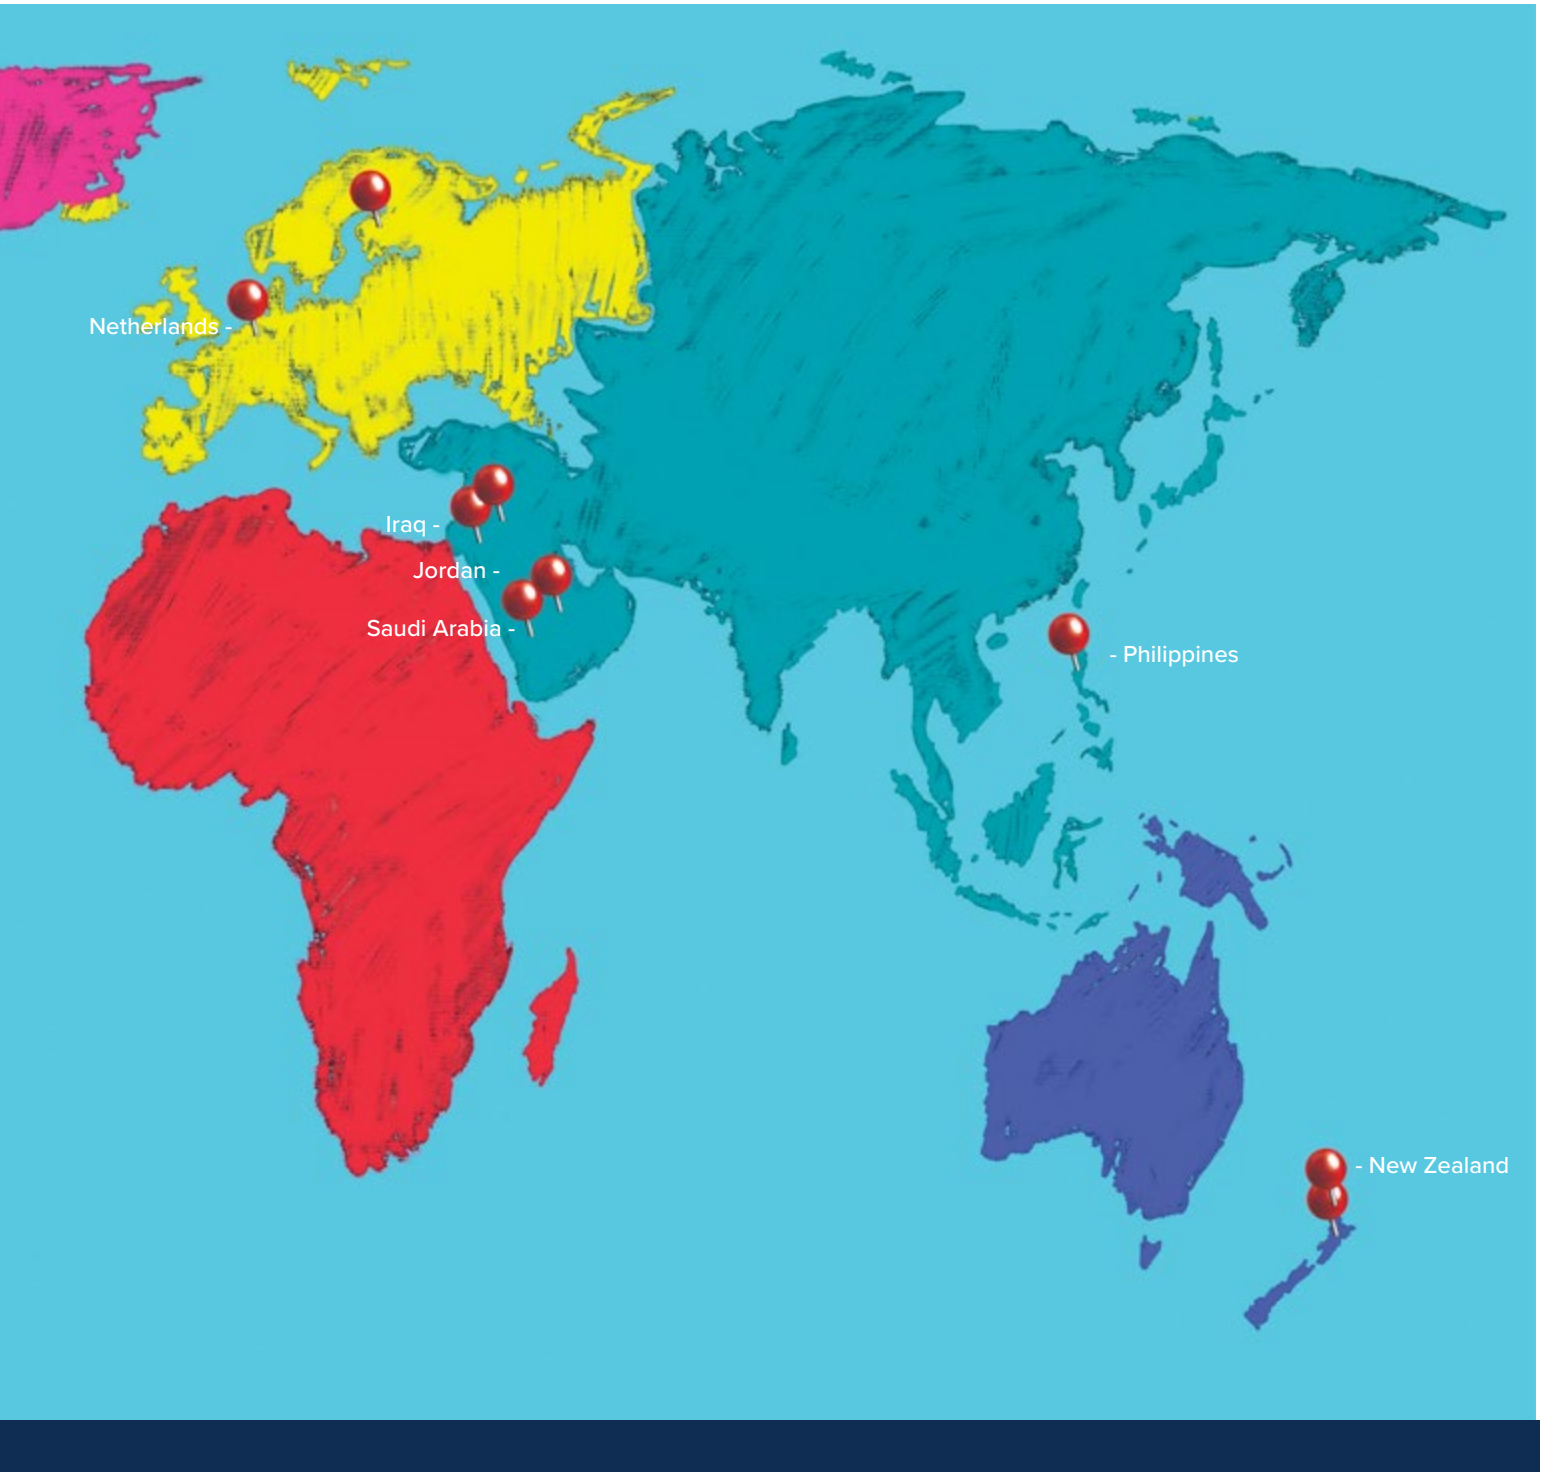 Netherlands -
Iraq -
Jordan -
Saudi Arabia -
- Philippines
- New Zealand